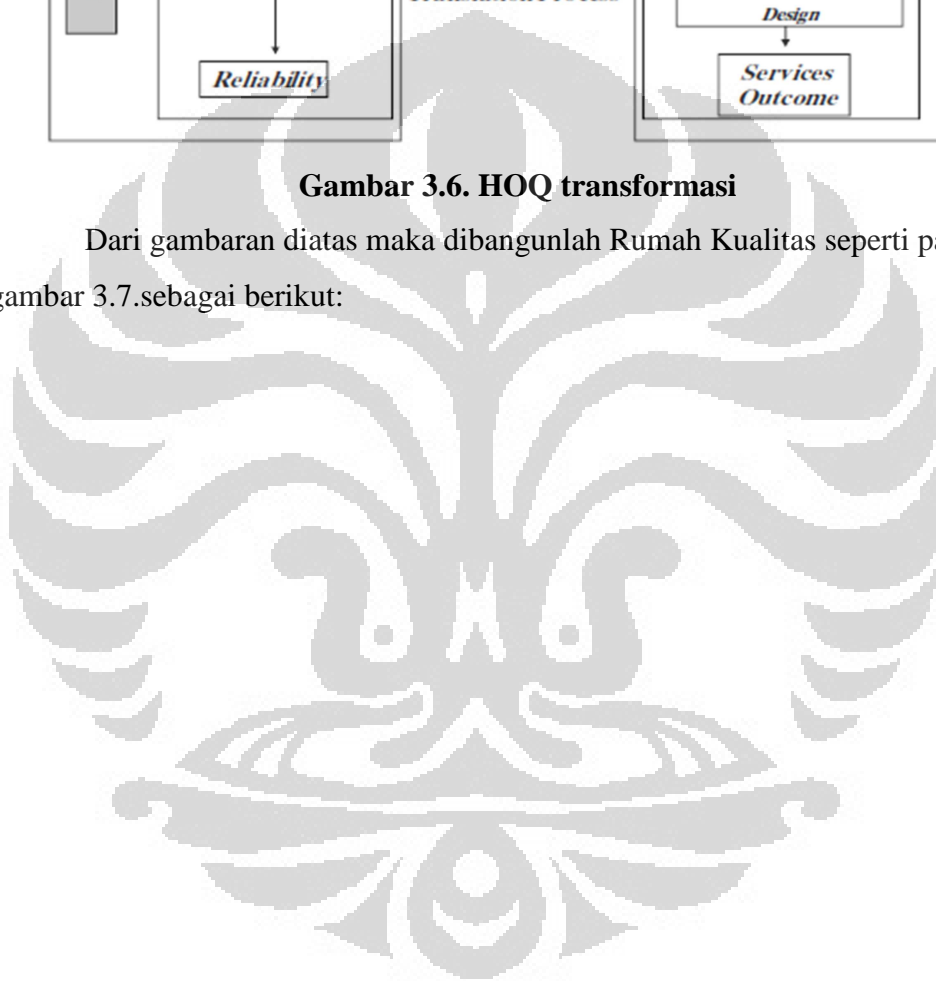 Design
Reliability
Services
Outcome
Gambar 3.6. HOQ transformasi
Dari gambaran diatas maka dibangunlah Rumah Kualitas seperti
gambar 3.7.sebagai berikut: